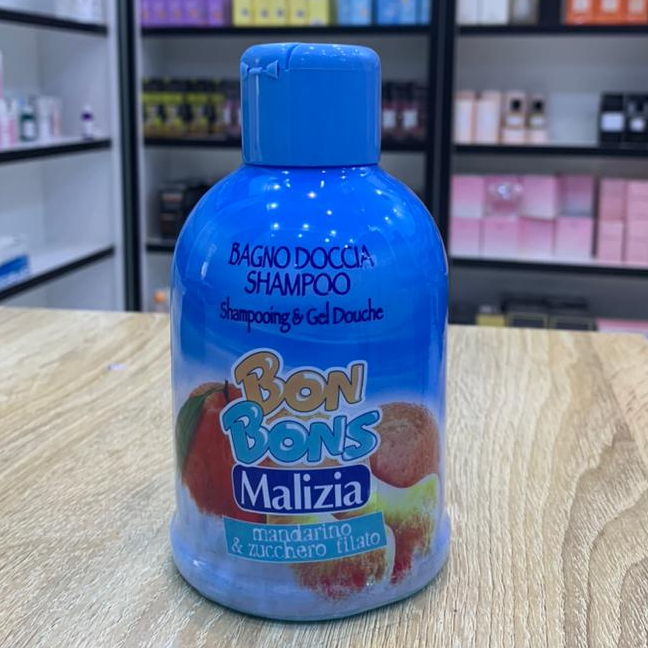 BAGNO DOCCIA
SHAMPOO
Shampooing & Gel Douche
BON
BONS
Malizia
mandarino
& zucchero filato